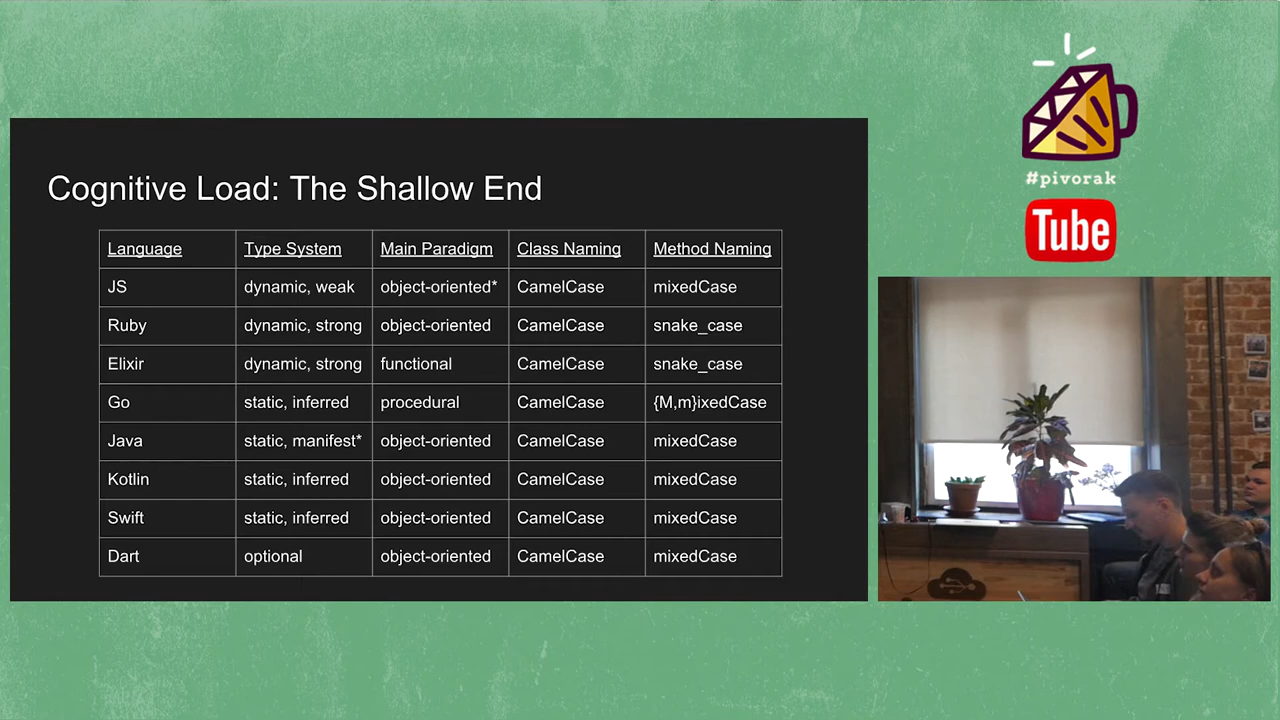 Cognitive Load: The Shallow End
Language Type System Main Paradigm Class Naming Method Naming
JS dynamic, weak object-oriented* CamelCase mixedCase
Ruby dynamic, strong object-oriented CamelCase snake_case
Elixir dynamic, strong functional CamelCase snake_case
Go static, inferred procedural CamelCase {M,m}ixedCase
Java static, manifest* object-oriented CamelCase mixedCase
Kotlin static, inferred object-oriented CamelCase mixedCase
Swift static, inferred object-oriented CamelCase mixedCase
Dart optional object-oriented CamelCase mixedCase
#pivorak
Tube